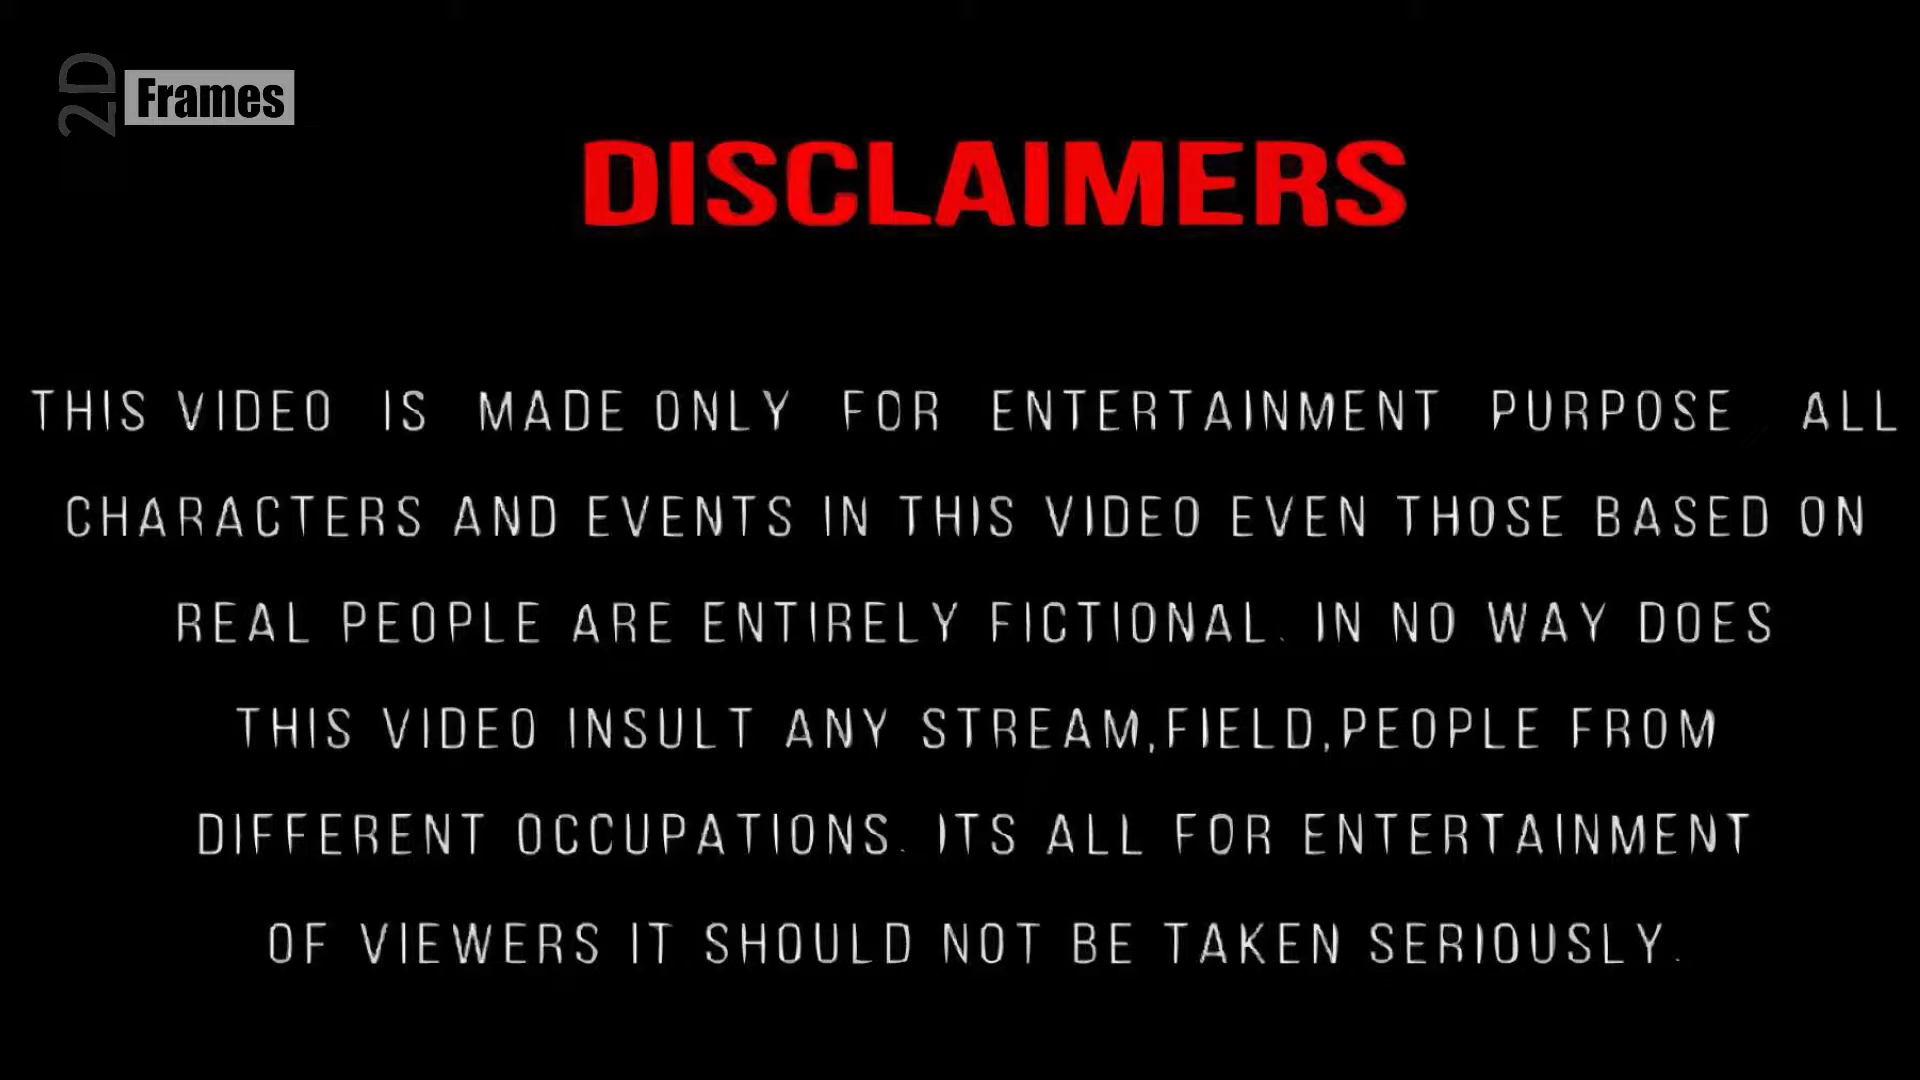 2D Frames
DISCLAIMERS
THIS VIDEO IS MADE ONLY FOR ENTERTAINMENT PURPOSE ALL
CHARACTERS AND EVENTS IN THIS VIDEO EVEN THOSE BASED ON
REAL PEOPLE ARE ENTIRELY FICTIONAL. IN NO WAY DOES
THIS VIDEO INSULT ANY STREAM,FIELD,PEOPLE FROM
DIFFERENT OCCUPATIONS. ITS ALL FOR ENTERTAINMENT
OF VIEWERS IT SHOULD NOT BE TAKEN SERIOUSLY.